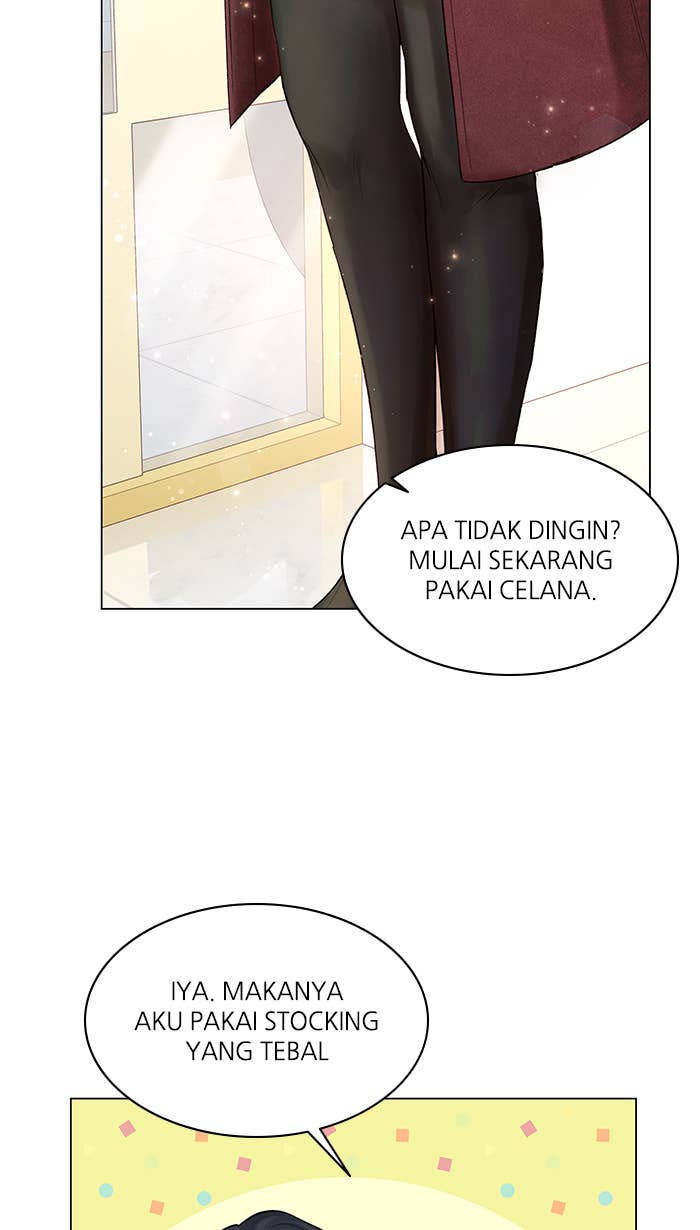 APA TIDAK DINGIN?
MULAI SEKARANG
PAKAI CELANA.
IYA. MAKANYA
AKU PAKAI STOCKING
YANG TEBAL